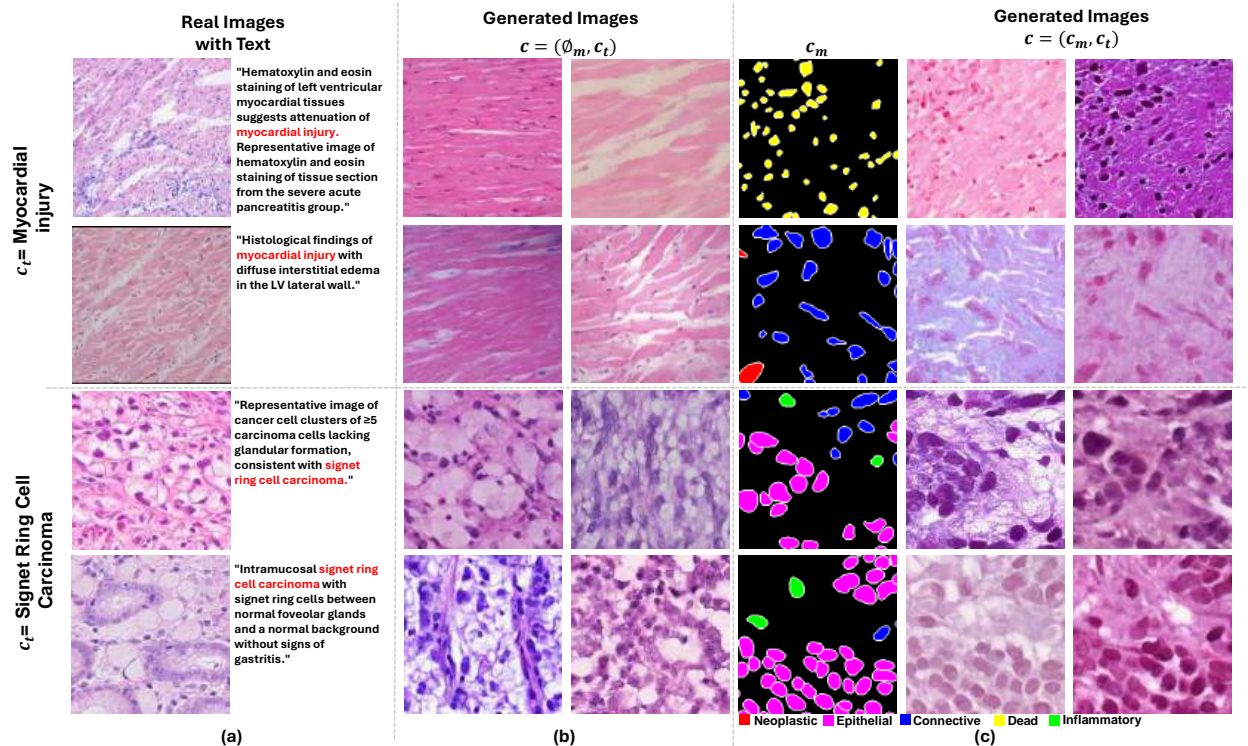 Real Images
with Text
Generated Images
c = (∅m, ct)
cm
Generated Images
c = (cm, ct)
ct= Myocardial
injury
"Hematoxylin and eosin
staining of left ventricular
myocardial tissues
suggests attenuation of
myocardial injury.
Representative image of
hematoxylin and eosin
staining of tissue section
from the severe acute
pancreatitis group."
"Histological findings of
myocardial injury with
diffuse interstitial edema
in the LV lateral wall."
ct= Signet Ring Cell
Carcinoma
"Representative image of
cancer cell clusters of ≥5
carcinoma cells lacking
glandular formation,
consistent with signet
ring cell carcinoma."
"Intramucosal signet ring
cell carcinoma with
signet ring cells between
normal foveolar glands
and a normal background
without signs of
gastritis."
Neoplastic Epithelial Connective Dead Inflammatory
(a) (b) (c)